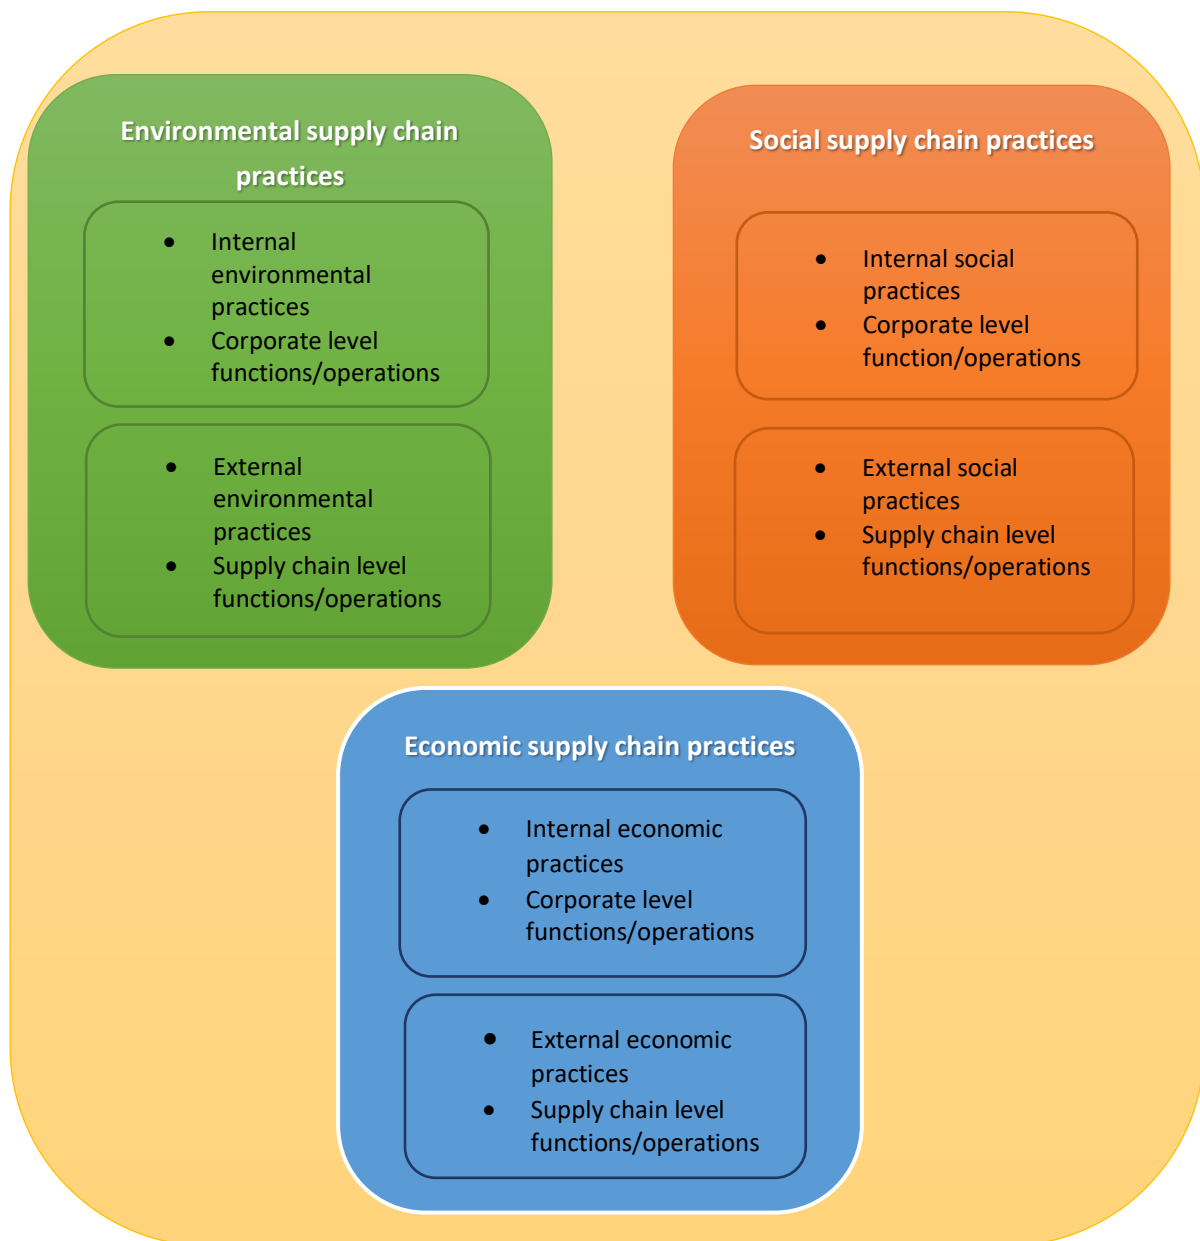 Environmental supply chain
practices
• Internal
environmental
practices
• Corporate level
functions/operations
• External
environmental
practices
• Supply chain level
functions/operations
Social supply chain practices
• Internal social
practices
• Corporate level
function/operations
• External social
practices
• Supply chain level
functions/operations
Economic supply chain practices
• Internal economic
practices
• Corporate level
functions/operations
• External economic
practices
• Supply chain level
functions/operations